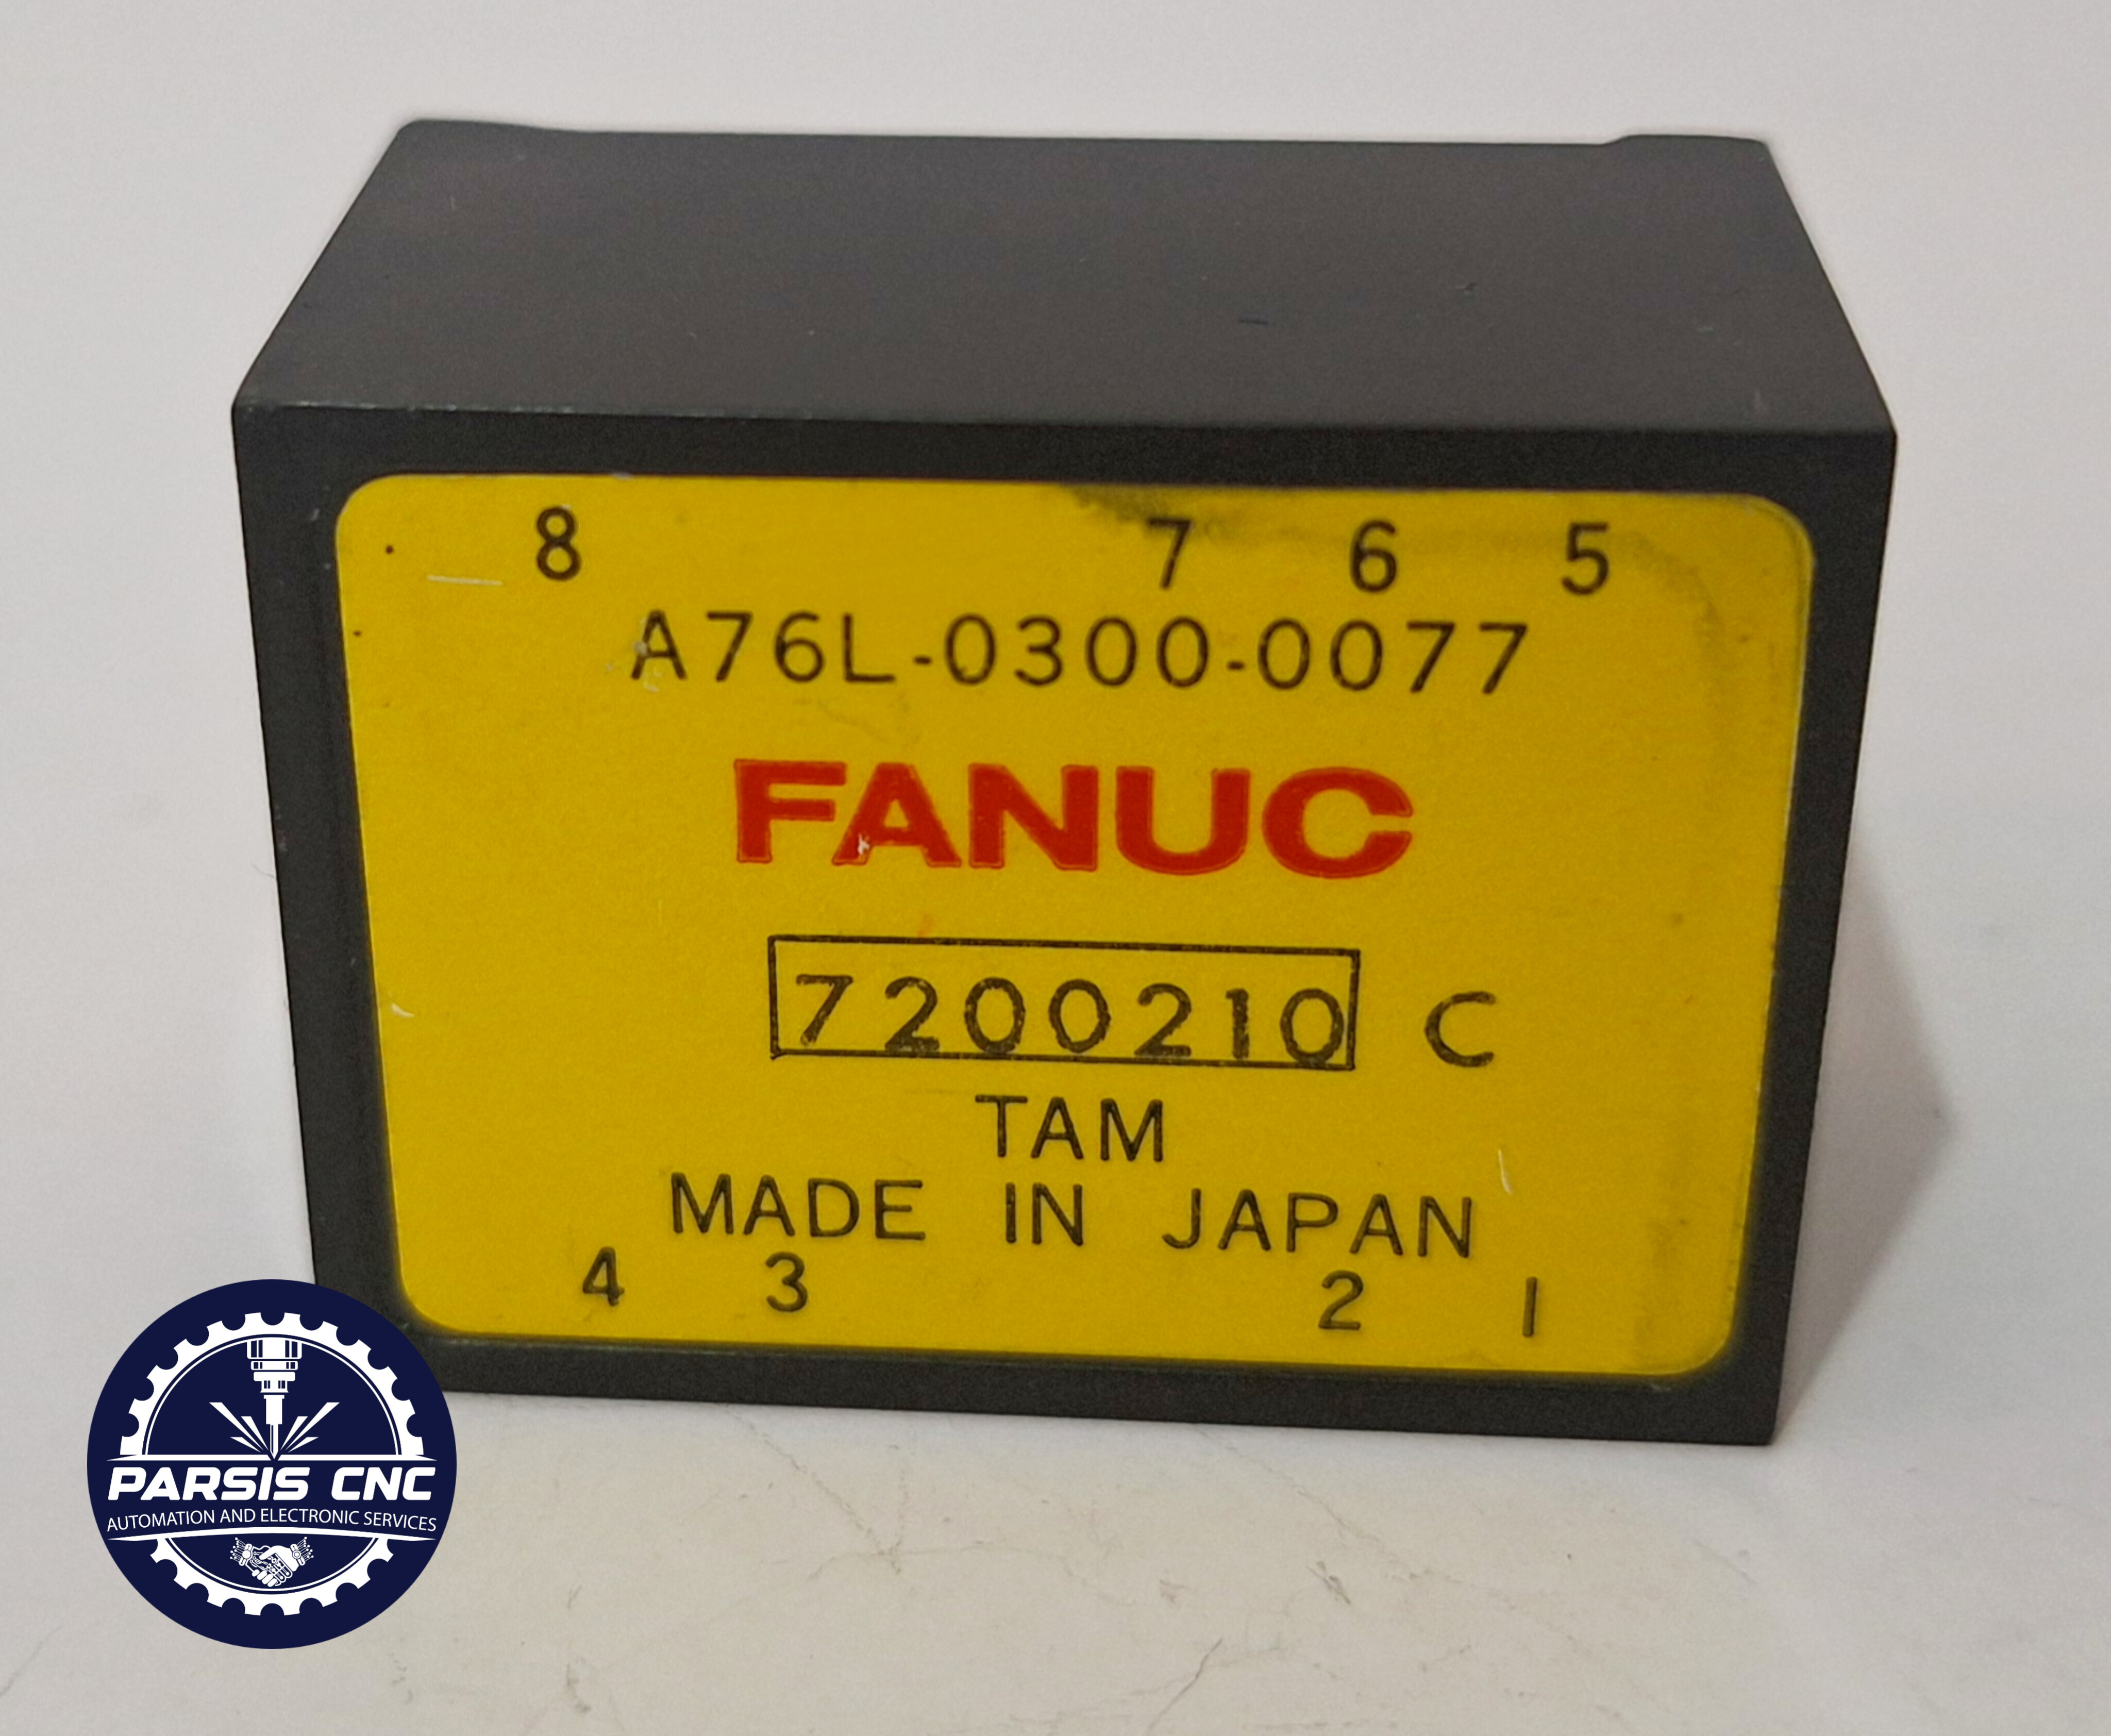 8 7 6 5
A76L-0300-0077
FANUC
7200210 C
TAM
MADE IN JAPAN
4 3 2 1
PARSIS CNC
AUTOMATION AND ELECTRONIC SERVICES